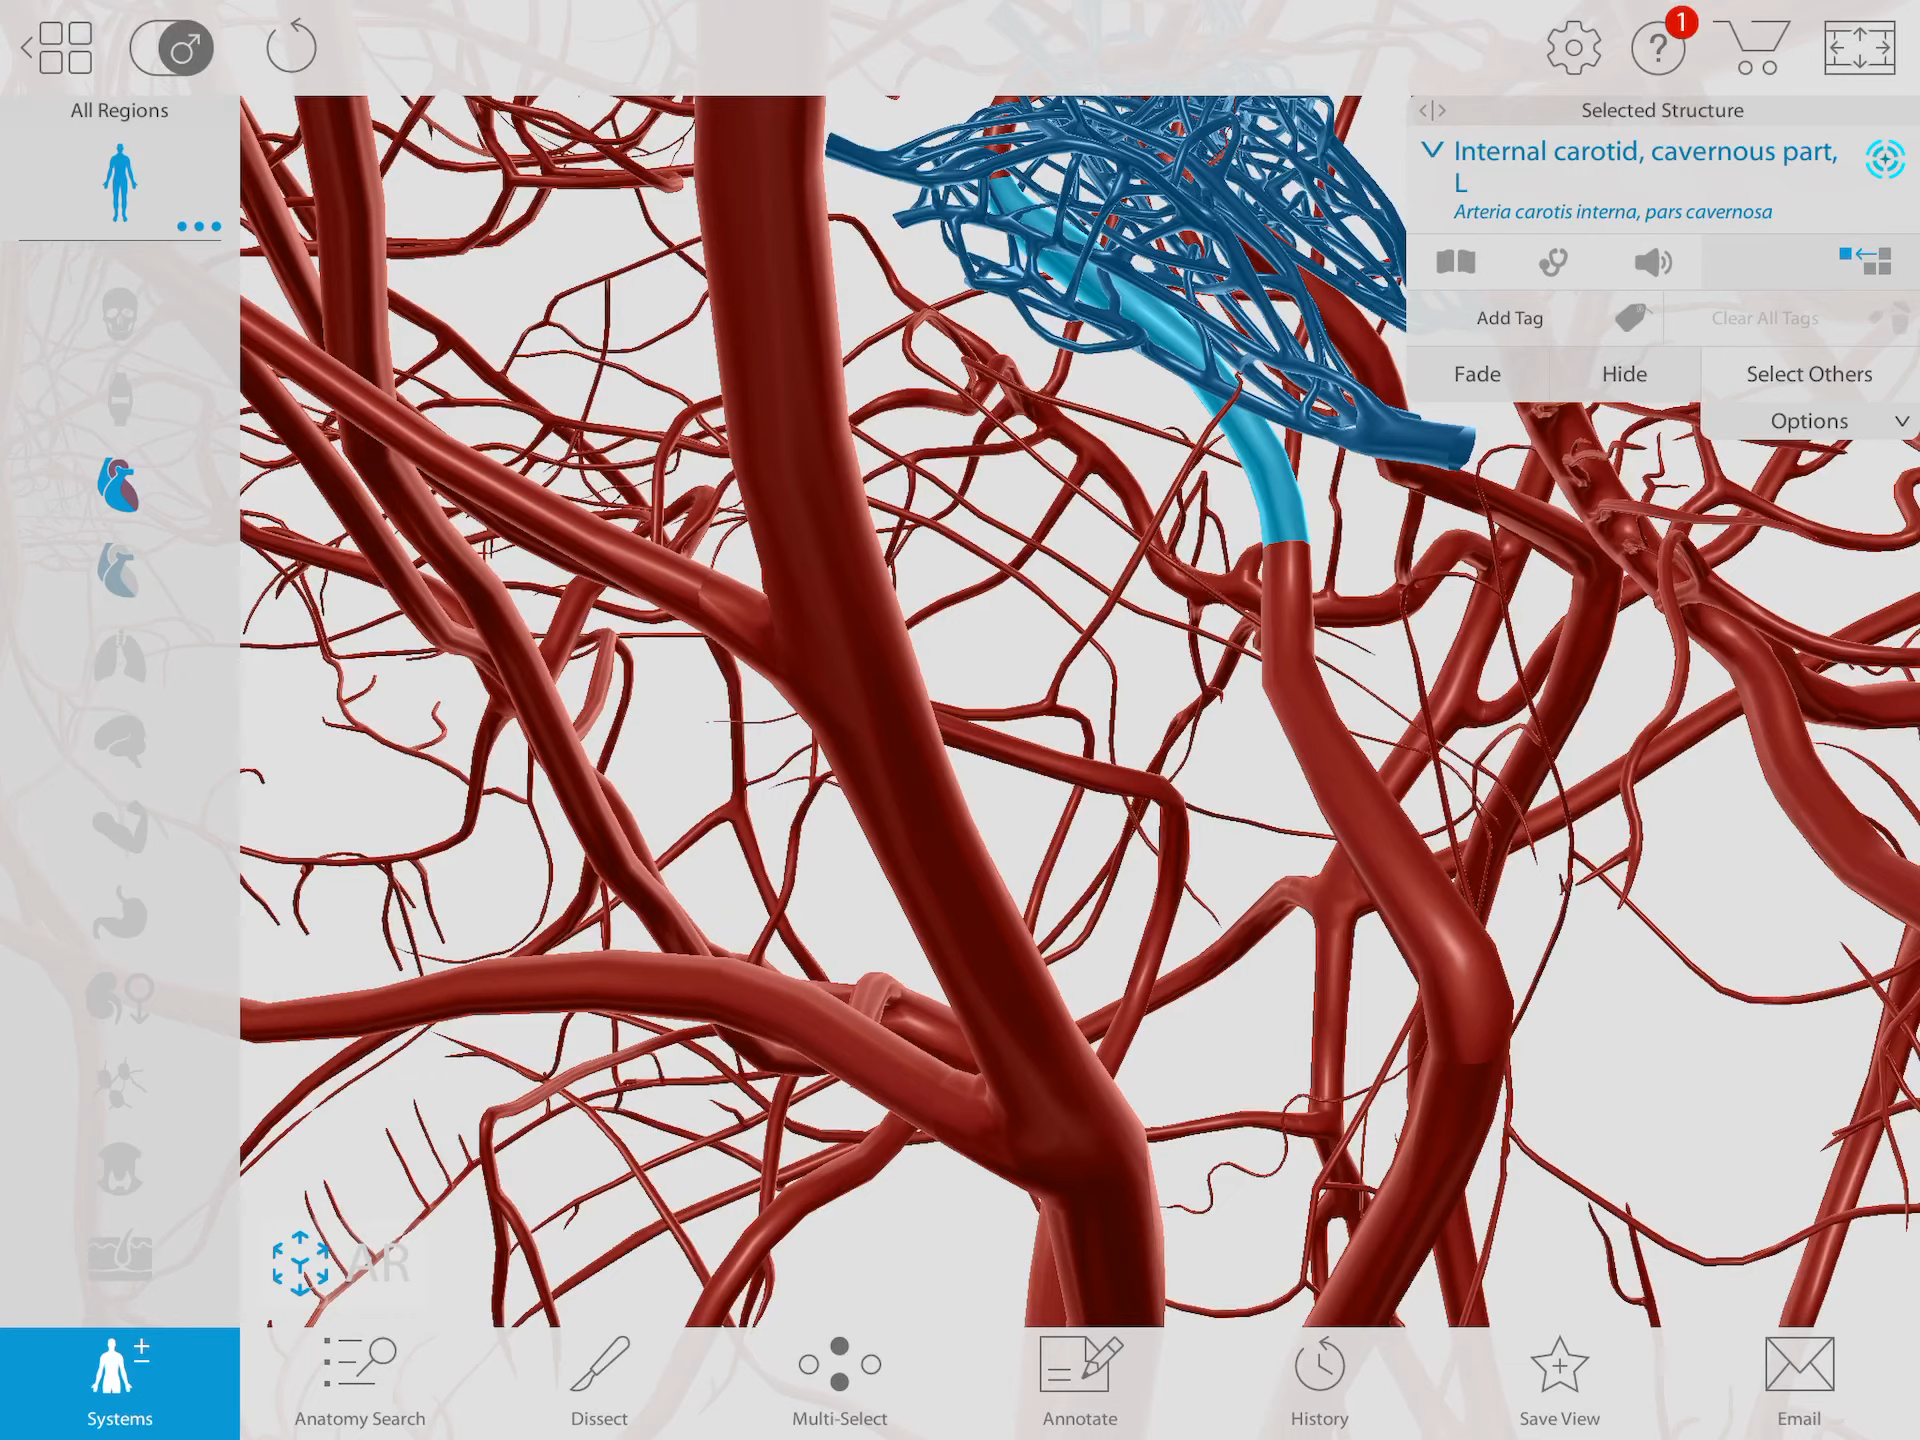 1
All Regions
Selected Structure
Internal carotid, cavernous part,
L
Arteria carotis interna, pars cavernosa
Add Tag
Clear All Tags
Fade
Hide
Select Others
Options
AR
Systems
Anatomy Search
Dissect
Multi-Select
Annotate
History
Save View
Email